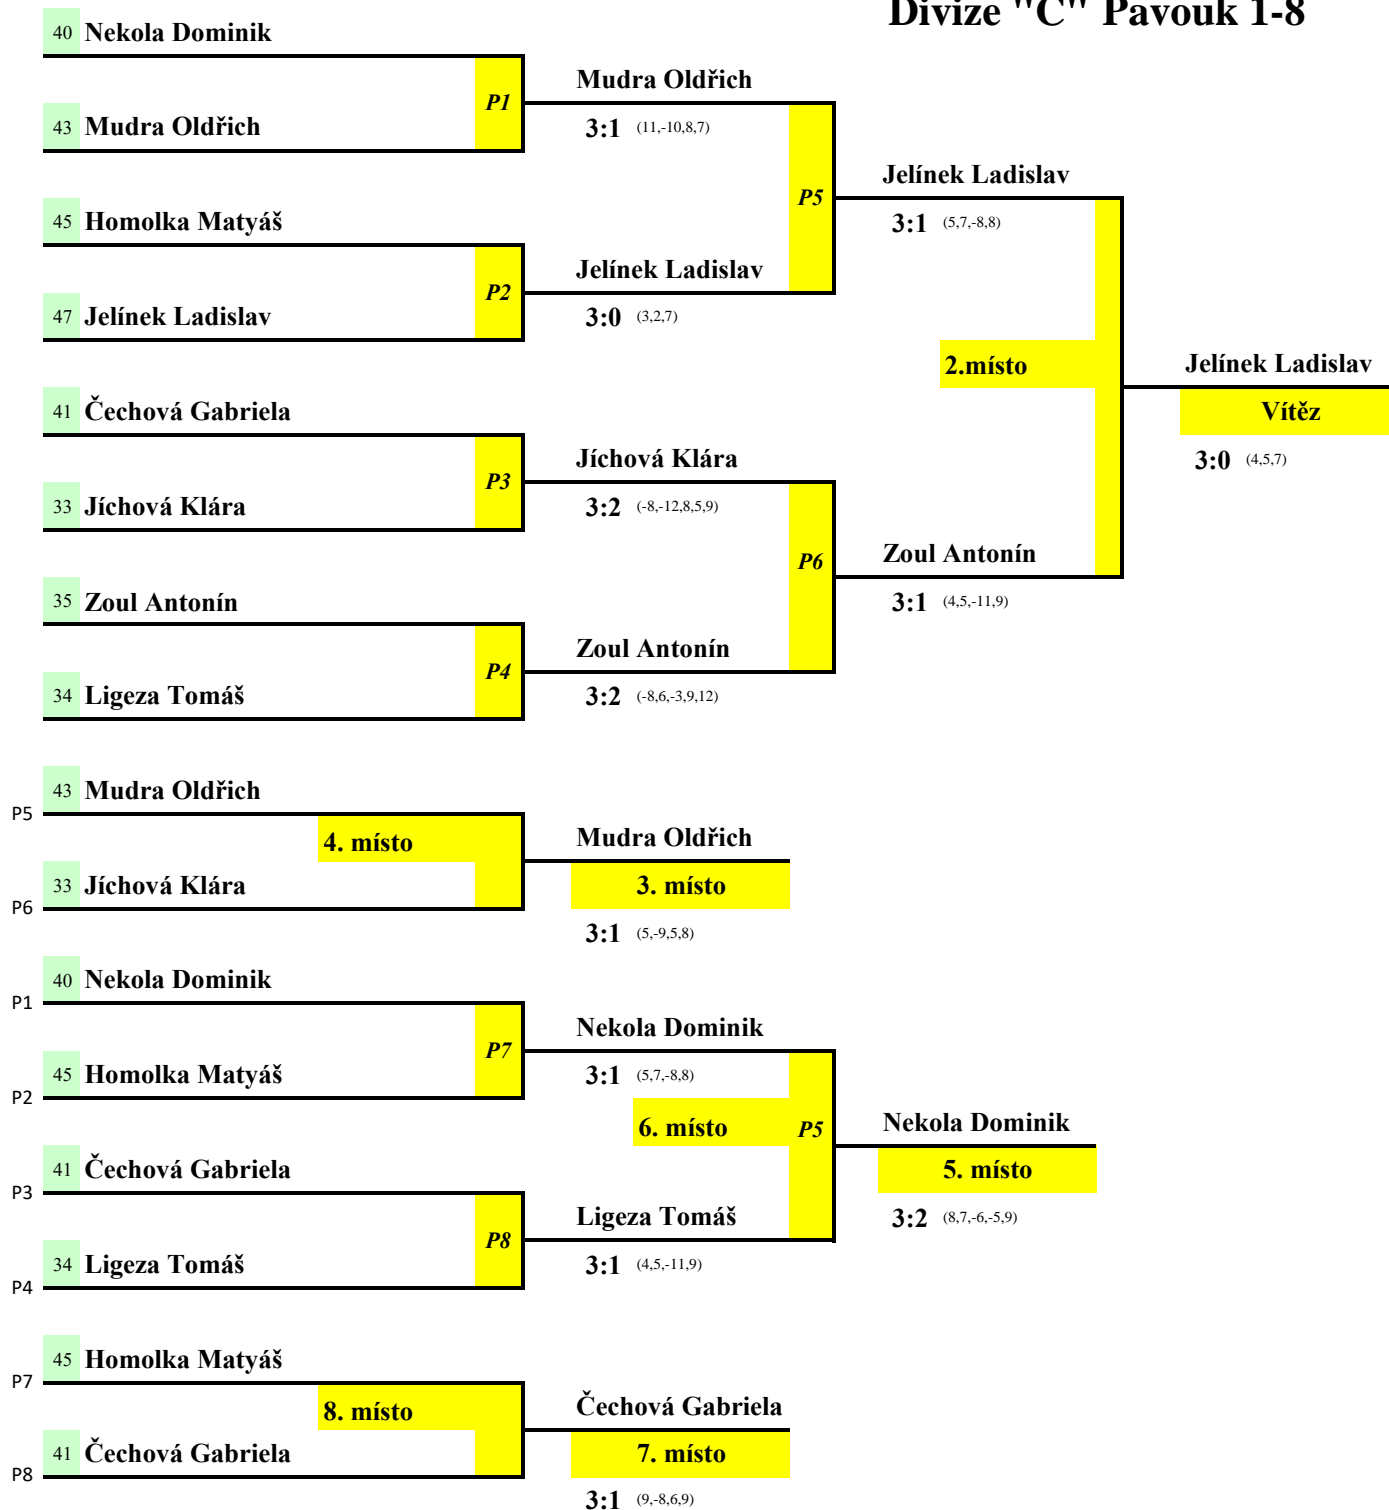 Divize "C" Pavouk 1-8
40 Nekola Dominik
Mudra Oldřich
P1
43 Mudra Oldřich
3:1 (11,-10,8,7)
Jelínek Ladislav
P5
45 Homolka Matyáš
3:1 (5,7,-8,8)
Jelínek Ladislav
P2
47 Jelínek Ladislav
3:0 (3,2,7)
2.místo
Jelínek Ladislav
41 Čechová Gabriela
Vítěz
Jíchová Klára
3:0 (4,5,7)
P3
33 Jíchová Klára
3:2 (-8,-12,8,5,9)
Zoul Antonín
P6
35 Zoul Antonín
3:1 (4,5,-11,9)
Zoul Antonín
P4
34 Ligeza Tomáš
3:2 (-8,6,-3,9,12)
43 Mudra Oldřich
P5
4. místo
Mudra Oldřich
33 Jíchová Klára
3. místo
P6
3:1 (5,-9,5,8)
40 Nekola Dominik
P1
Nekola Dominik
P7
45 Homolka Matyáš
3:1 (5,7,-8,8)
P2
6. místo
P5
Nekola Dominik
41 Čechová Gabriela
5. místo
P3
Ligeza Tomáš
3:2 (8,7,-6,-5,9)
P8
34 Ligeza Tomáš
3:1 (4,5,-11,9)
P4
45 Homolka Matyáš
P7
8. místo
Čechová Gabriela
41 Čechová Gabriela
7. místo
P8
3:1 (9,-8,6,9)